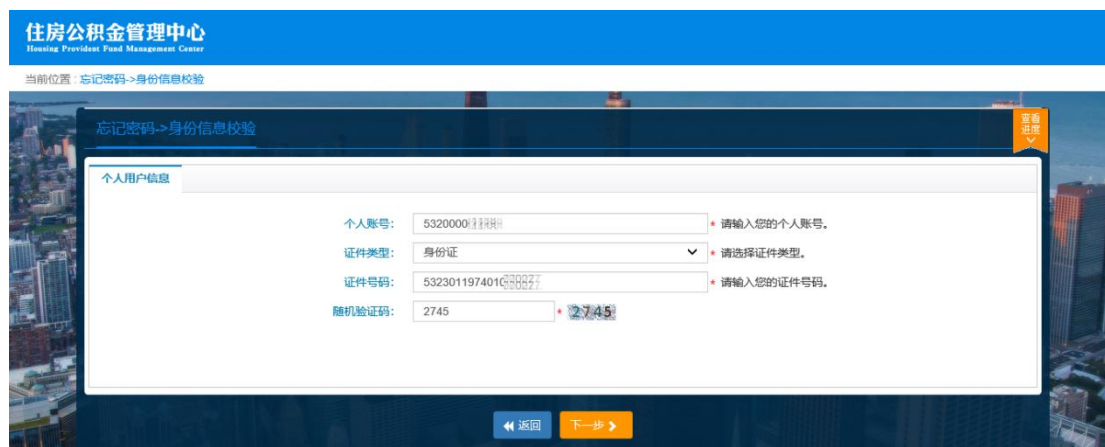 住房公积金管理中心
Housing Provident Fund Management Center
当前位置 : 忘记密码->身份信息校验
忘记密码->身份信息校验
查看
进度
个人用户信息
个人账号: 5320000 * 请输入您的个人账号。
证件类型: 身份证 * 请选择证件类型。
证件号码: 5323011974010 * 请输入您的证件号码。
随机验证码: 2745 * 2745
返回 下一步